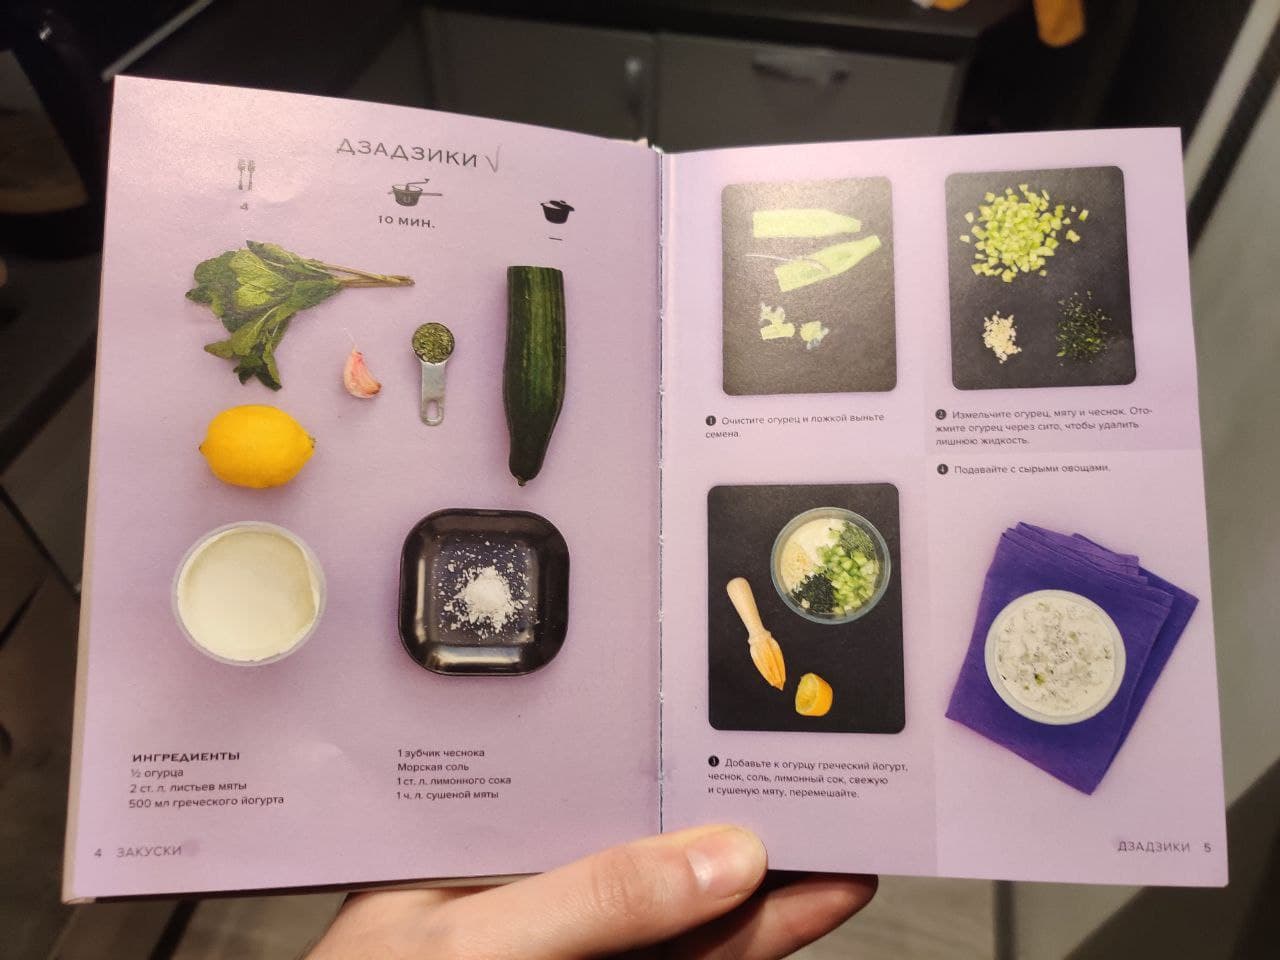 ДЗАДЗИКИ
4
10 МИН.
—
ИНГРЕДИЕНТЫ
½ огурца
2 ст. л. листьев мяты
500 мл греческого йогурта
1 зубчик чеснока
Морская соль
1 ст. л. лимонного сока
1 ч. л. сушеной мяты
4 ЗАКУСКИ
1 Очистите огурец и ложкой выньте
семена.
2 Измельчите огурец, мяту и чеснок. Ото-
жмите огурец через сито, чтобы удалить
лишнюю жидкость.
3 Добавьте к огурцу греческий йогурт,
чеснок, соль, лимонный сок, свежую
и сушеную мяту, перемешайте.
4 Подавайте с сырыми овощами.
ДЗАДЗИКИ 5